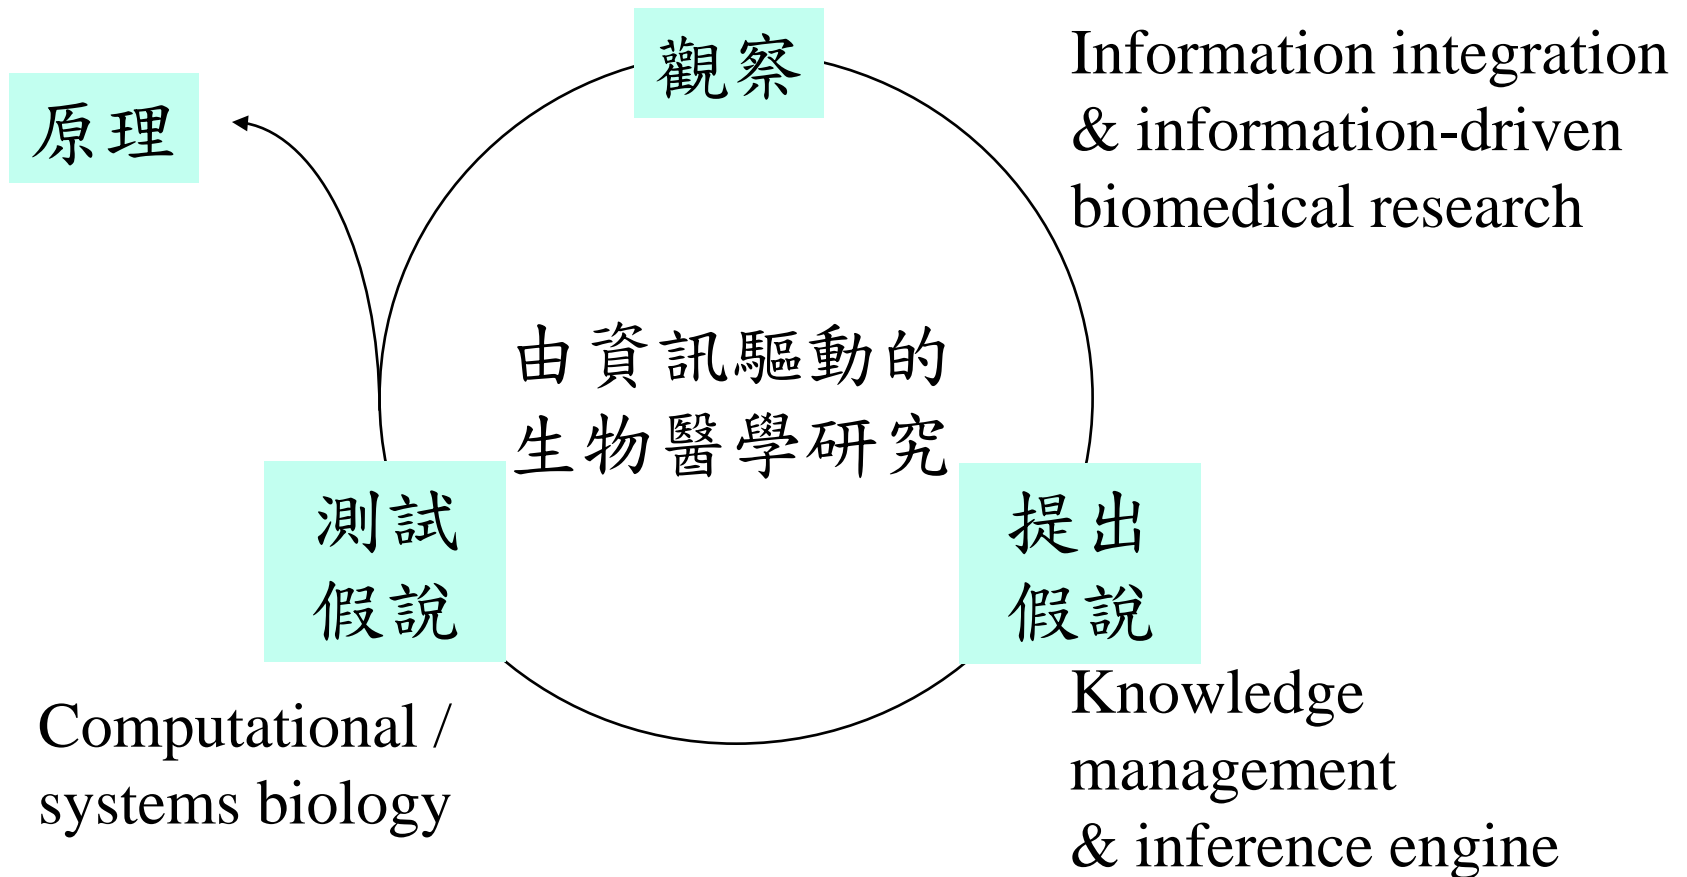 觀察
Information integration
& information-driven
biomedical research
原理
由資訊驅動的
生物醫學研究
測試
假說
提出
假說
Computational /
systems biology
Knowledge
management
& inference engine